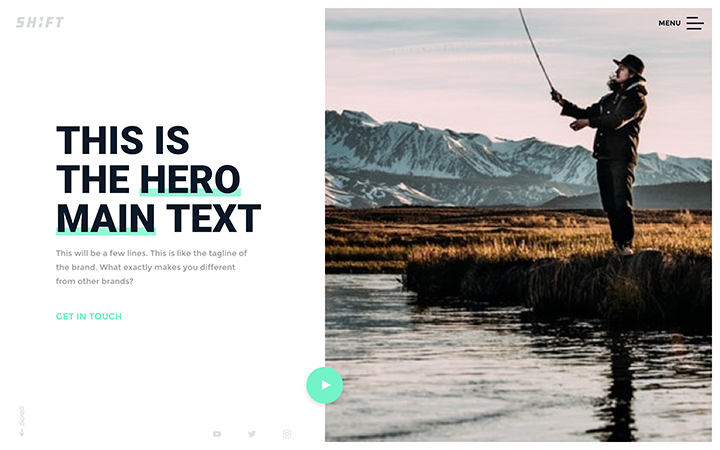 SHIFT
MENU
THIS IS
THE HERO
MAIN TEXT
This will be a few lines. This is like the tagline of
the brand. What exactly makes you different
from other brands?
GET IN TOUCH
Scroll